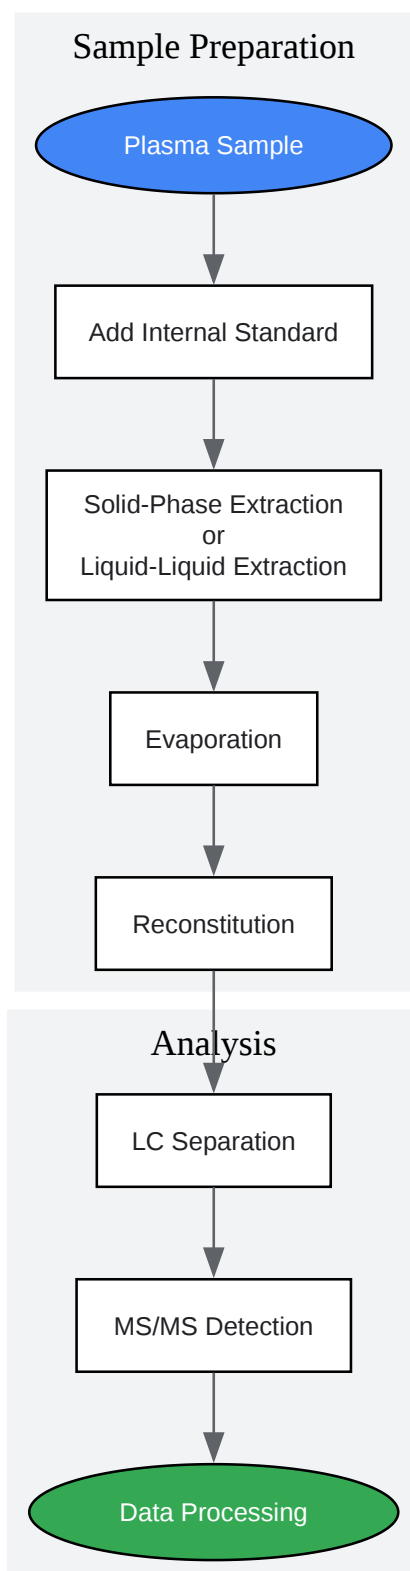 Sample Preparation
Plasma Sample
Add Internal Standard
Solid-Phase Extraction
or
Liquid-Liquid Extraction
Evaporation
Reconstitution
Analysis
LC Separation
MS/MS Detection
Data Processing